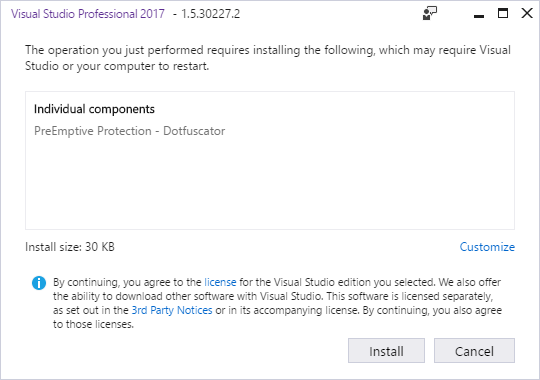 Visual Studio Professional 2017 - 1.5.30227.2
The operation you just performed requires installing the following, which may require Visual
Studio or your computer to restart.
Individual components
PreEmptive Protection - Dotfuscator
Install size: 30 KB
Customize
By continuing, you agree to the license for the Visual Studio edition you selected. We also offer
the ability to download other software with Visual Studio. This software is licensed separately,
as set out in the 3rd Party Notices or in its accompanying license. By continuing, you also agree
to those licenses.
Install
Cancel